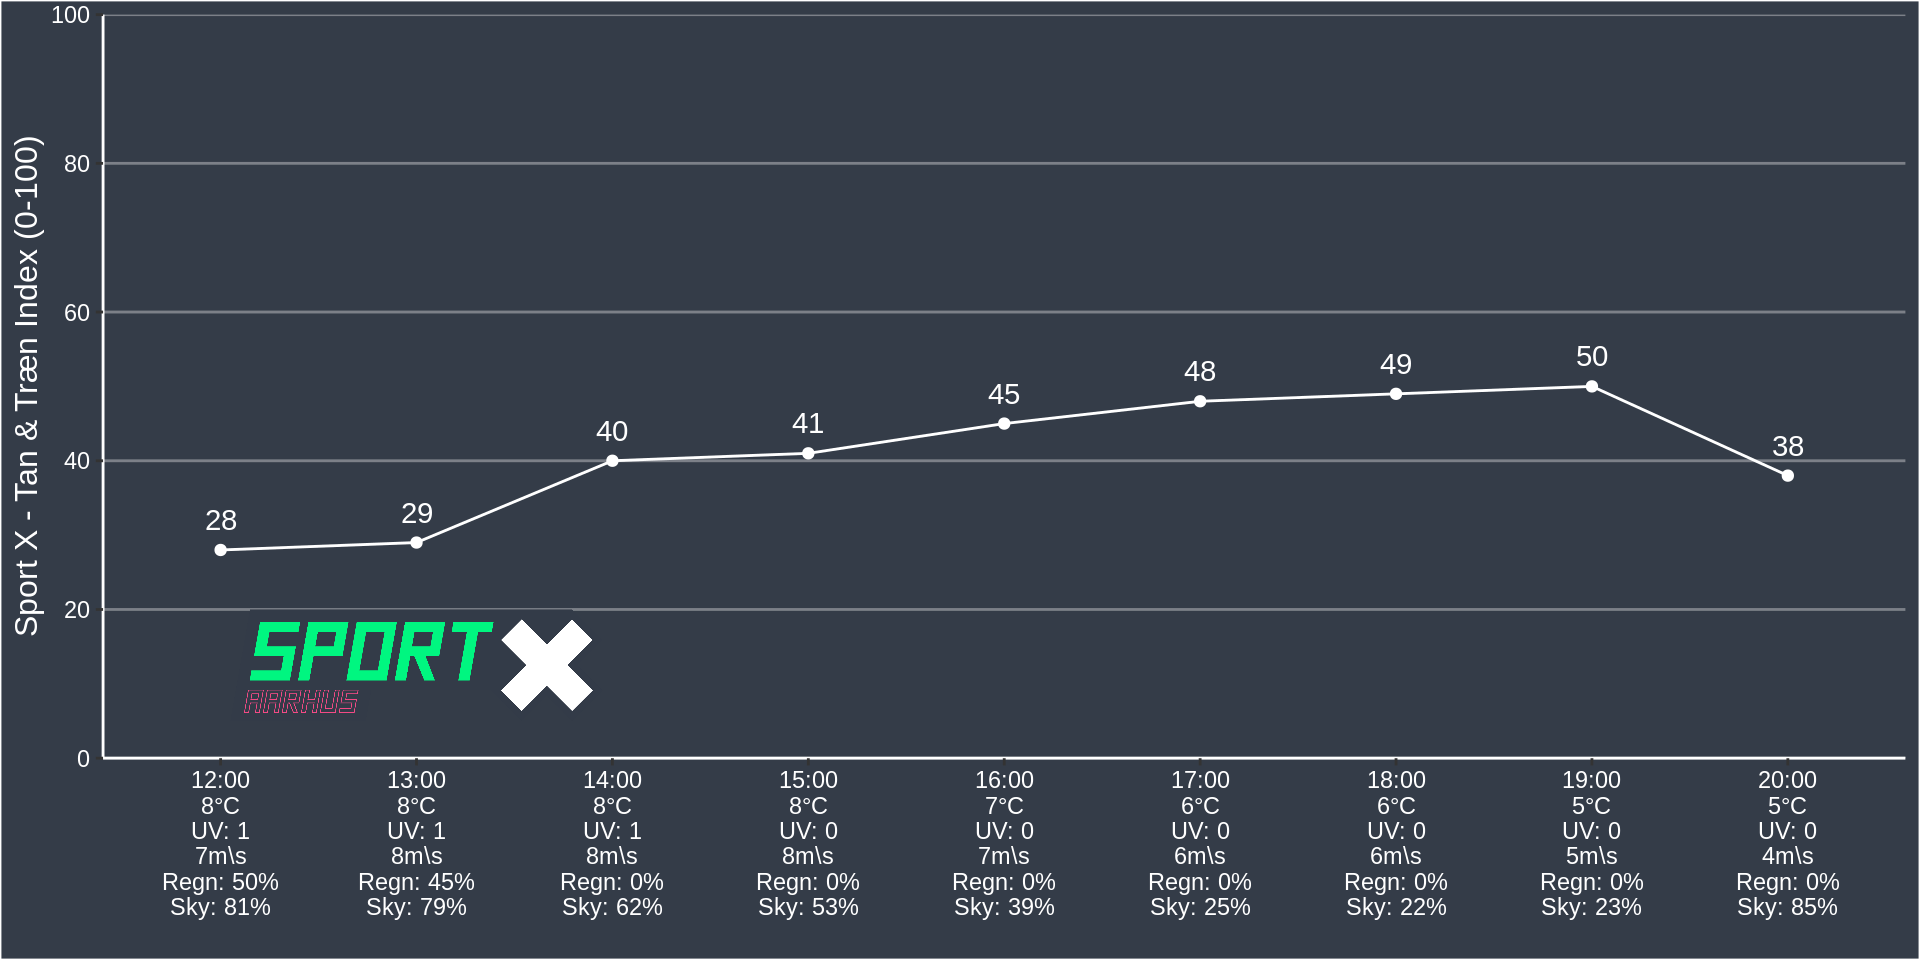 Sport X - Tan & Træn Index (0-100)
100
80
60
40
20
0
28
29
40
41
45
48
49
50
38
SPORT X
AARHUS
12:00 13:00 14:00 15:00 16:00 17:00 18:00 19:00 20:00
8°C 8°C 8°C 8°C 7°C 6°C 6°C 5°C 5°C
UV: 1 UV: 1 UV: 1 UV: 0 UV: 0 UV: 0 UV: 0 UV: 0 UV: 0
7m\s 8m\s 8m\s 8m\s 7m\s 6m\s 6m\s 5m\s 4m\s
Regn: 50% Regn: 45% Regn: 0% Regn: 0% Regn: 0% Regn: 0% Regn: 0% Regn: 0% Regn: 0%
Sky: 81% Sky: 79% Sky: 62% Sky: 53% Sky: 39% Sky: 25% Sky: 22% Sky: 23% Sky: 85%